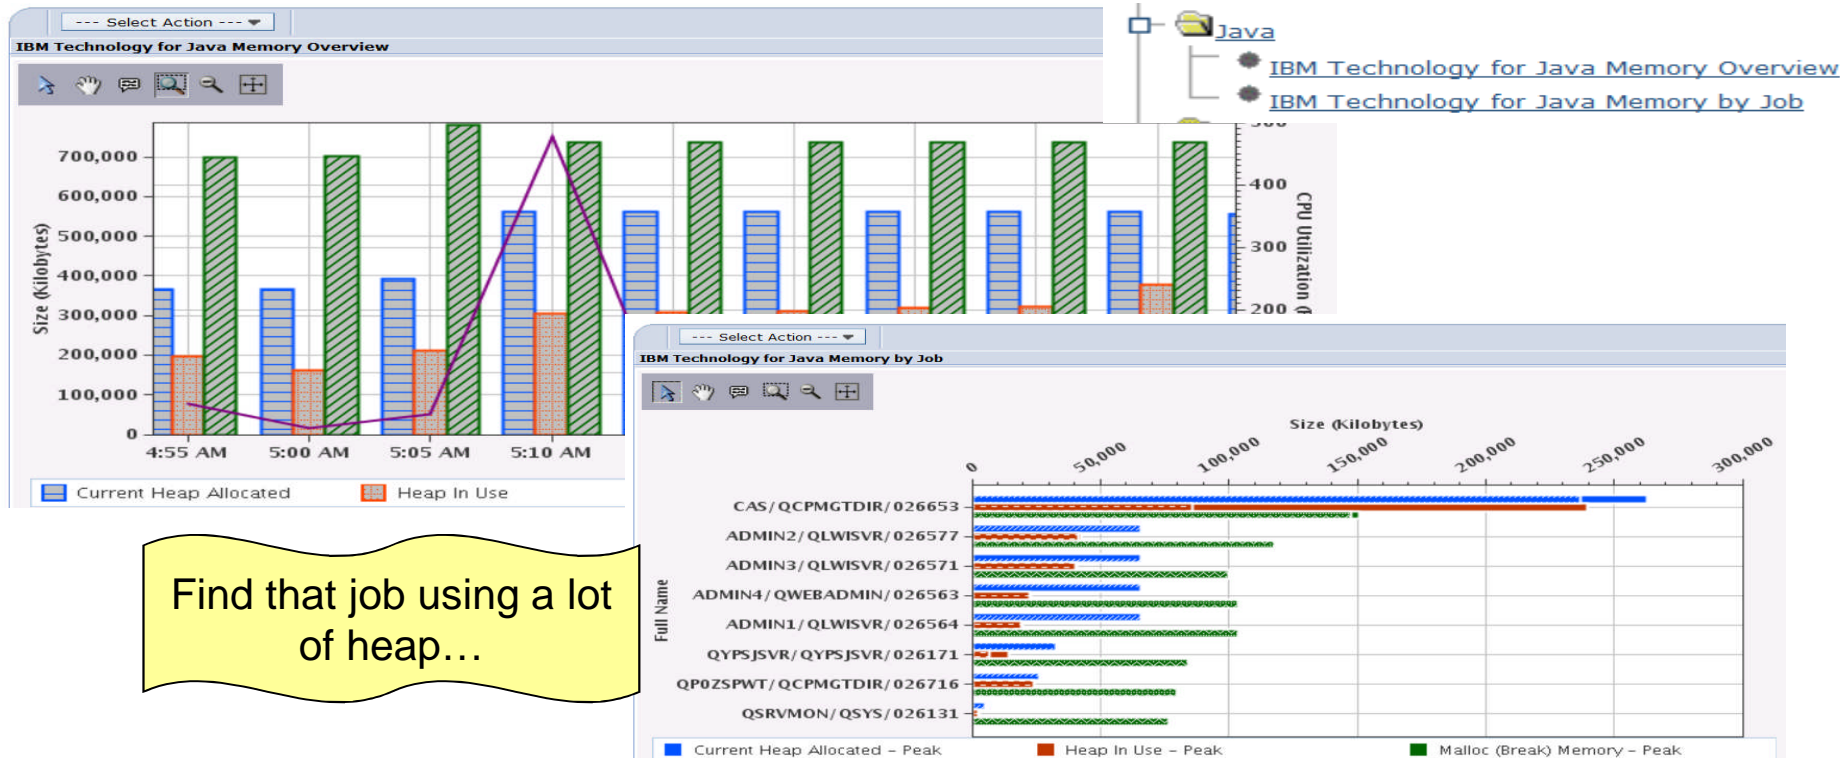 --- Select Action ---
IBM Technology for Java Memory Overview
Java
IBM Technology for Java Memory Overview
IBM Technology for Java Memory by Job
700,000
600,000
500,000
400,000
300,000
200,000
100,000
0
Size (Kilobytes)
400
300
200
CPU Utilization
4:55 AM 5:00 AM 5:05 AM 5:10 AM
Current Heap Allocated Heap In Use
--- Select Action ---
IBM Technology for Java Memory by Job
Size (Kilobytes)
0 50,000 100,000 150,000 200,000 250,000 300,000
Full Name
CAS/QCPMGTDIR/026653
ADMIN2/QLWISVR/026577
ADMIN3/QLWISVR/026571
ADMIN4/QWEBADMIN/026563
ADMIN1/QLWISVR/026564
QYPSJSVR/QYPSJSVR/026171
QP0ZSPWT/QCPMGTDIR/026716
QSRVMON/QSYS/026131
Current Heap Allocated – Peak Heap In Use – Peak Malloc (Break) Memory – Peak
Find that job using a lot
of heap…